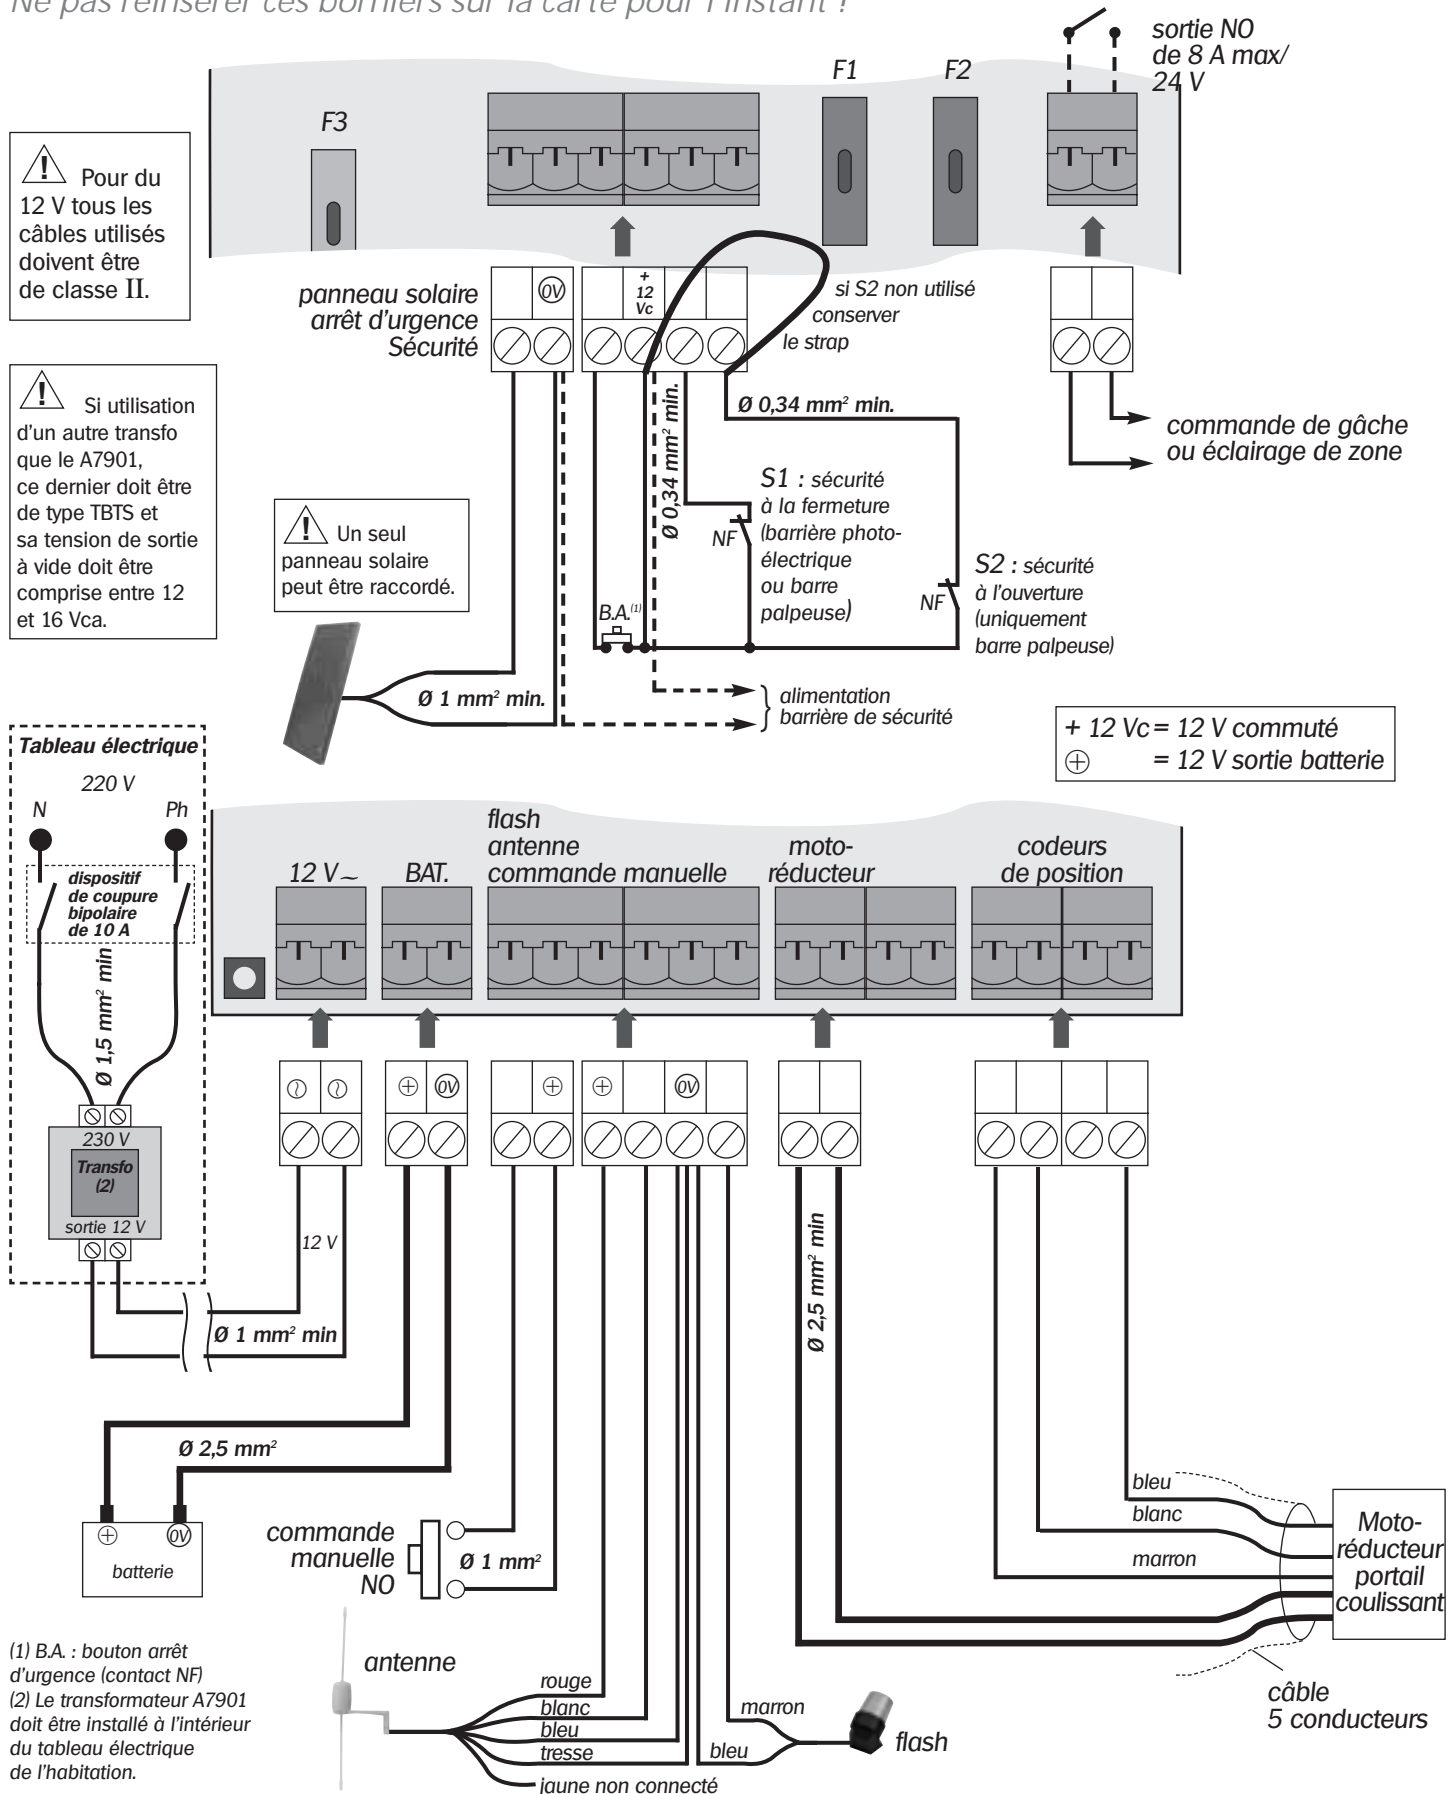 Ne pas réinsérer ces borniers sur la carte pour l'instant !
sortie NO
de 8 A max/
24 V
F1
F2
F3
Pour du
12 V tous les
câbles utilisés
doivent être
de classe II.
panneau solaire
arrêt d'urgence
Sécurité
0V
+
12
Vc
si S2 non utilisé
conserver
le strap
Si utilisation
d'un autre transfo
que le A7901,
ce dernier doit être
de type TBTS et
sa tension de sortie
à vide doit être
comprise entre 12
et 16 Vca.
Ø 0,34 mm² min.
Ø 0,34 mm² min.
commande de gâche
ou éclairage de zone
Un seul
panneau solaire
peut être raccordé.
S1 : sécurité
à la fermeture
(barrière photo-
électrique
ou barre
palpeuse)
NF
S2 : sécurité
à l'ouverture
(uniquement
barre palpeuse)
NF
B.A.(1)
Ø 1 mm² min.
alimentation
barrière de sécurité
+ 12 Vc = 12 V commuté
⊕ = 12 V sortie batterie
Tableau électrique
220 V
N
Ph
dispositif
de coupure
bipolaire
de 10 A
Ø 1,5 mm² min
230 V
Transfo
(2)
sortie 12 V
12 V~
BAT.
flash
antenne
commande manuelle
moto-
réducteur
codeurs
de position
~
~
⊕
0V
⊕
⊕
0V
12 V
Ø 1 mm² min
Ø 2,5 mm² min
Ø 2,5 mm²
⊕
0V
batterie
commande
manuelle
NO
Ø 1 mm²
bleu
blanc
marron
Moto-
réducteur
portail
coulissant
câble
5 conducteurs
antenne
rouge
blanc
bleu
tresse
jaune non connecté
marron
bleu
flash
(1) B.A. : bouton arrêt
d'urgence (contact NF)
(2) Le transformateur A7901
doit être installé à l'intérieur
du tableau électrique
de l'habitation.